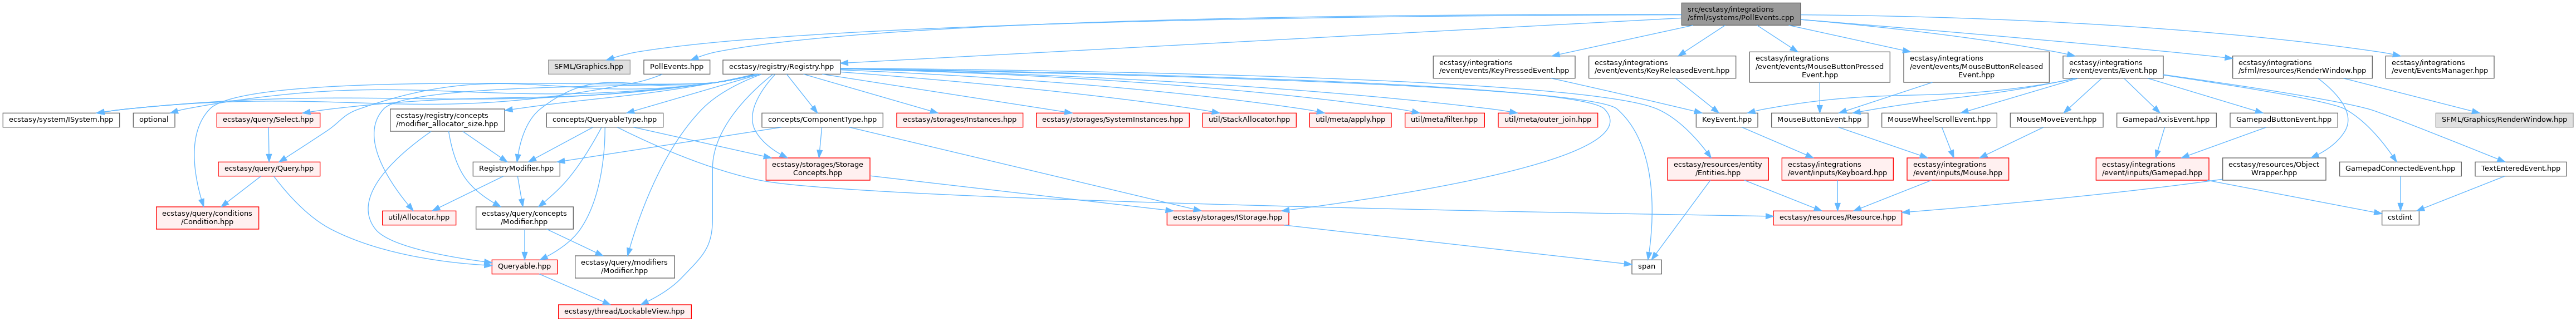 src/ecstasy/integrations
/sfml/systems/PollEvents.cpp
SFML/Graphics.hpp
PollEvents.hpp
ecstasy/registry/Registry.hpp
ecstasy/integrations
/event/events/KeyPressedEvent.hpp
ecstasy/integrations
/event/events/KeyReleasedEvent.hpp
ecstasy/integrations
/event/events/MouseButtonPressed
Event.hpp
ecstasy/integrations
/event/events/MouseButtonReleased
Event.hpp
ecstasy/integrations
/event/events/Event.hpp
ecstasy/integrations
/sfml/resources/RenderWindow.hpp
ecstasy/integrations
/event/EventsManager.hpp
ecstasy/system/ISystem.hpp
optional
ecstasy/query/Select.hpp
ecstasy/registry/concepts
/modifier_allocator_size.hpp
concepts/QueryableType.hpp
concepts/ComponentType.hpp
ecstasy/storages/Instances.hpp
ecstasy/storages/SystemInstances.hpp
util/StackAllocator.hpp
util/meta/apply.hpp
util/meta/filter.hpp
util/meta/outer_join.hpp
KeyEvent.hpp
MouseButtonEvent.hpp
MouseWheelScrollEvent.hpp
MouseMoveEvent.hpp
GamepadAxisEvent.hpp
GamepadButtonEvent.hpp
SFML/Graphics/RenderWindow.hpp
ecstasy/query/Query.hpp
RegistryModifier.hpp
ecstasy/storages/Storage
Concepts.hpp
ecstasy/resources/entity
/Entities.hpp
ecstasy/integrations
/event/inputs/Keyboard.hpp
ecstasy/integrations
/event/inputs/Mouse.hpp
ecstasy/integrations
/event/inputs/Gamepad.hpp
ecstasy/resources/Object
Wrapper.hpp
GamepadConnectedEvent.hpp
TextEnteredEvent.hpp
ecstasy/query/conditions
/Condition.hpp
util/Allocator.hpp
ecstasy/query/concepts
/Modifier.hpp
ecstasy/storages/IStorage.hpp
ecstasy/resources/Resource.hpp
cstdint
Queryable.hpp
ecstasy/query/modifiers
/Modifier.hpp
span
ecstasy/thread/LockableView.hpp